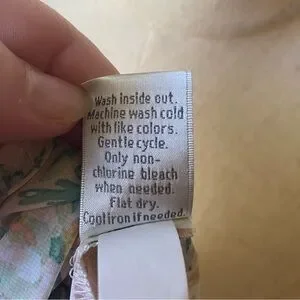 Wash inside out.
Machine wash cold
with like colors.
Gentle cycle.
Only non-
chlorine bleach
when needed.
Flat dry.
Cool iron if needed.